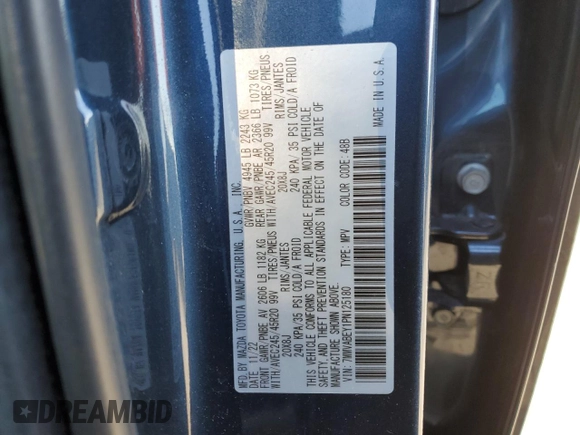 MFD. BY MAZDA TOYOTA MANUFACTURING, U.S.A., INC.
DATE: 11/22 GVWR/PNBV 4945 LB 2243 KG
FRONT GAWR/PNBE AV 2606 LB 1182 KG REAR GAWR/PNBE AR 2366 LB 1073 KG
WITH/AVEC245/45R20 99V TIRES/PNEUS WITH/AVEC245/45R20 99V TIRES/PNEUS
20X8J RIMS/JANTES 20X8J RIMS/JANTES
240 KPA/35 PSI COLD/A FROID 240 KPA/35 PSI COLD/A FROID
THIS VEHICLE CONFORMS TO ALL APPLICABLE FEDERAL MOTOR VEHICLE
SAFETY, AND THEFT PREVENTION STANDARDS IN EFFECT ON THE DATE OF
MANUFACTURE SHOWN ABOVE.
VIN: 7MMVABEY1PN125180 TYPE: MPV COLOR CODE: 48B MADE IN U.S.A.
DREAMBID